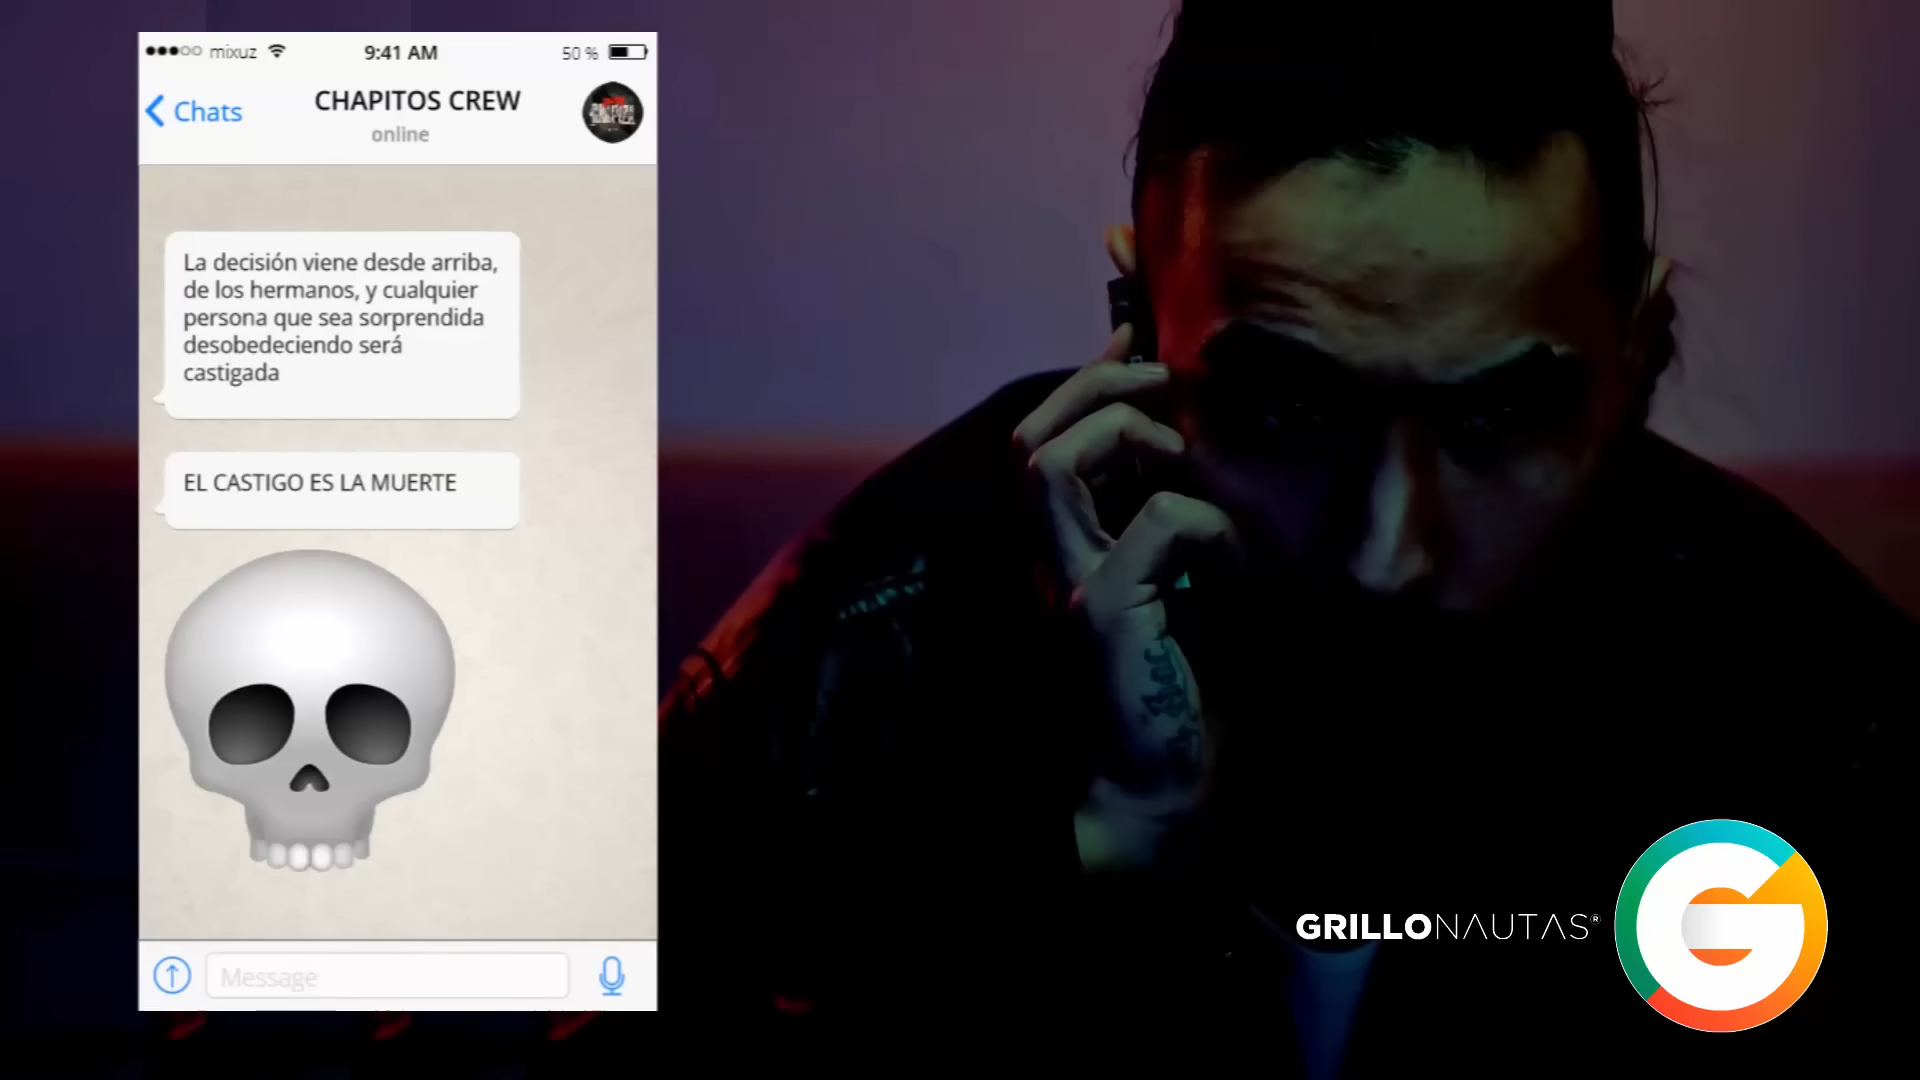 mixuz
9:41 AM
50 %
Chats
CHAPITOS CREW
online
La decisión viene desde arriba,
de los hermanos, y cualquier
persona que sea sorprendida
desobedeciendo será
castigada
EL CASTIGO ES LA MUERTE
Message
GRILLONAUTAS®
G